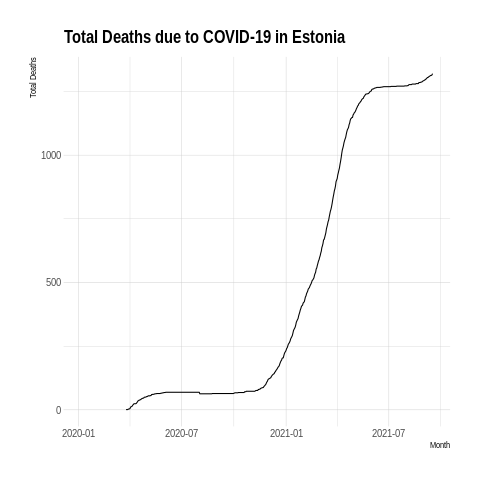 Total Deaths due to COVID-19 in Estonia
Total Deaths
1000
500
0
2020-01 2020-07 2021-01 2021-07
Month